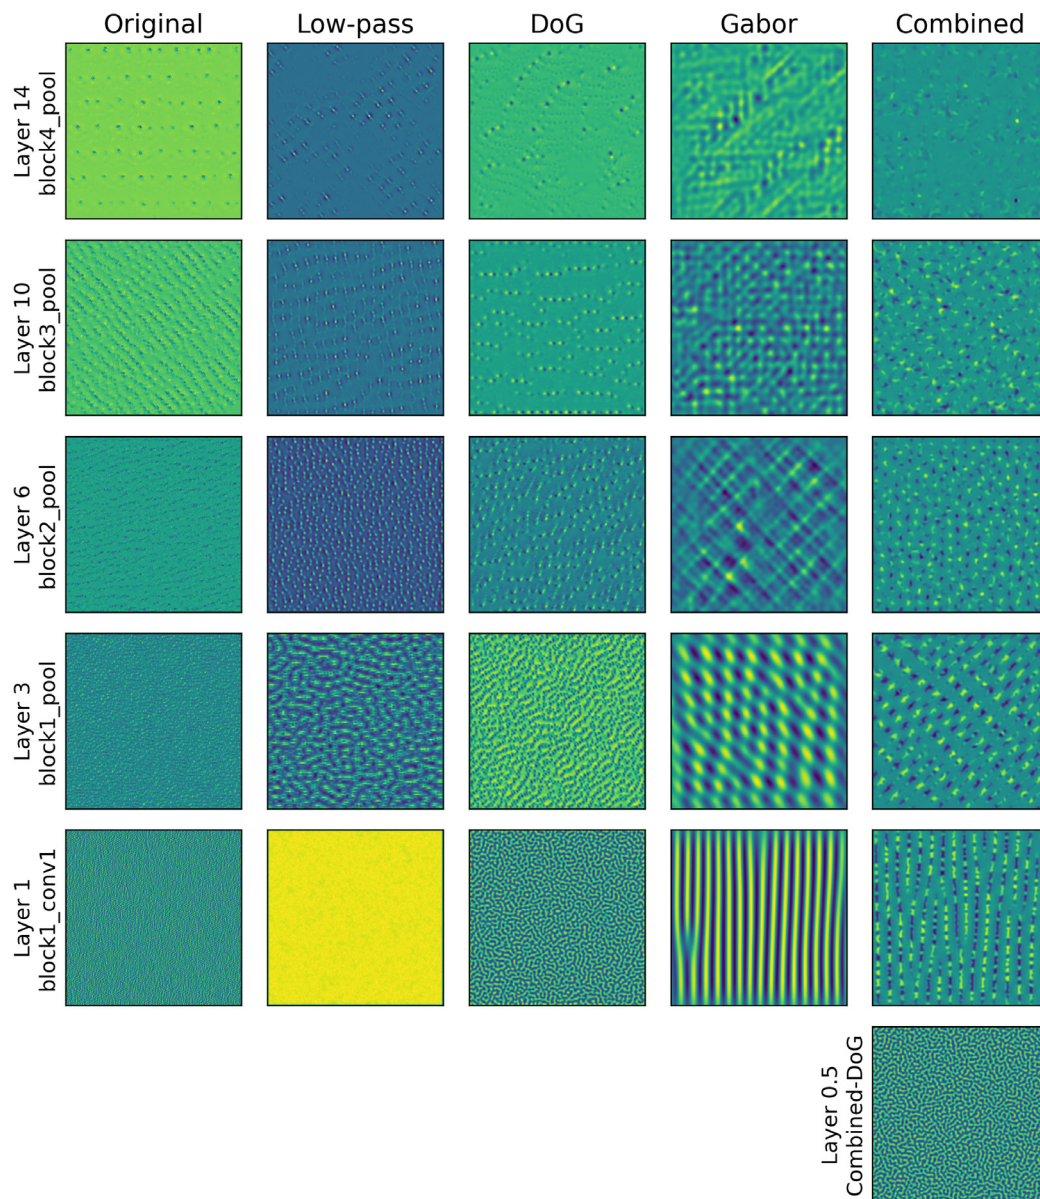 Original
Low-pass
DoG
Gabor
Combined
Layer 14
block4_pool
Layer 10
block3_pool
Layer 6
block2_pool
Layer 3
block1_pool
Layer 1
block1_conv1
Layer 0.5
Combined-DoG